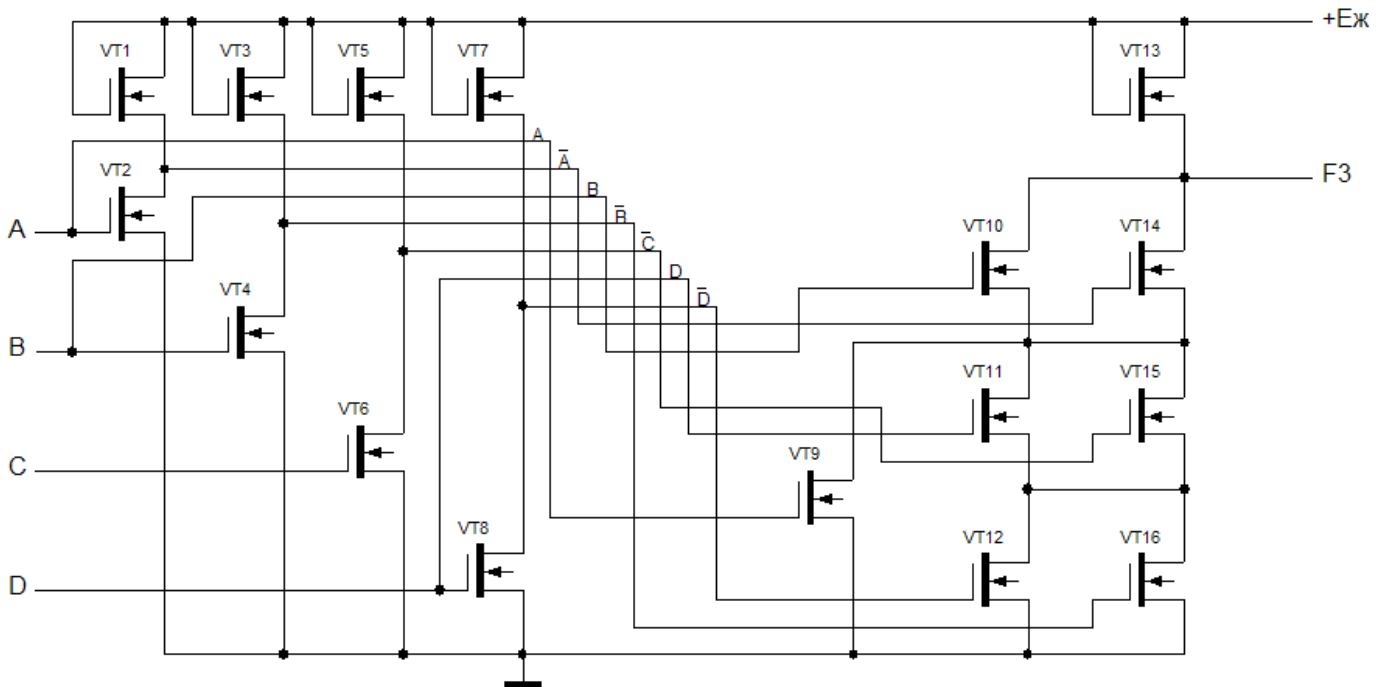 +Eж
VT1 VT3 VT5 VT7 VT13
A
A̅
VT2
F3
B
A
B̅
VT10 VT14
C̅
D
VT4
D̅
B
VT11 VT15
VT6
VT9
C
VT8
VT12 VT16
D